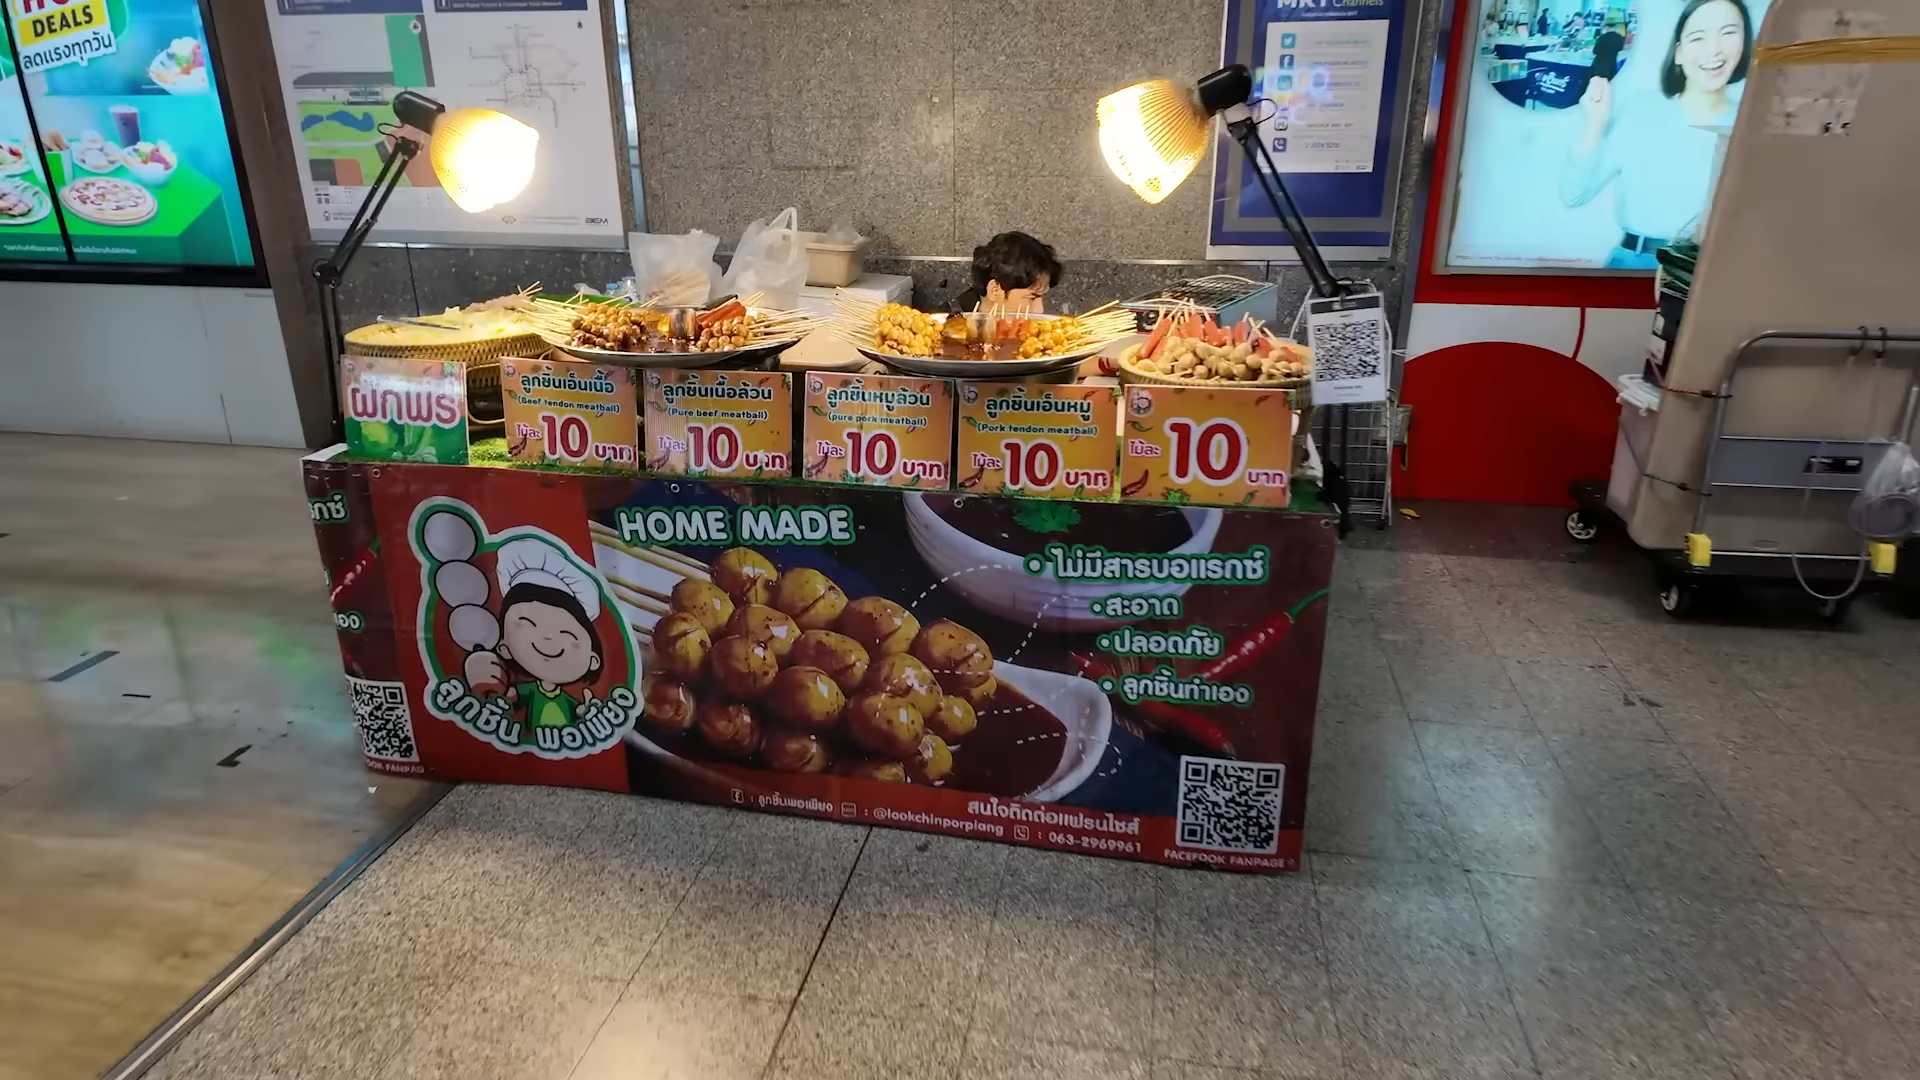 DEALS
ลดแรงทุกวัน
BEM
MRT Channels
ผักฟรี
ลูกชิ้นเอ็นเนื้อ
(Beef tendon meatball)
ไม้ละ 10 บาท
ลูกชิ้นเนื้อล้วน
(Pure beef meatball)
ไม้ละ 10 บาท
ลูกชิ้นหมูล้วน
(pure pork meatball)
ไม้ละ 10 บาท
ลูกชิ้นเอ็นหมู
(Pork tendon meatball)
ไม้ละ 10 บาท
ไม้ละ 10 บาท
HOME MADE
• ไม่มีสารบอแรกซ์
• สะอาด
• ปลอดภัย
• ลูกชิ้นทำเอง
ลูกชิ้น พอเพียง
สนใจติดต่อแฟรนไชส์
: ลูกชิ้นพอเพียง : @lookchinporpiang : 063-2969961
FACEFOOK FANPAGE